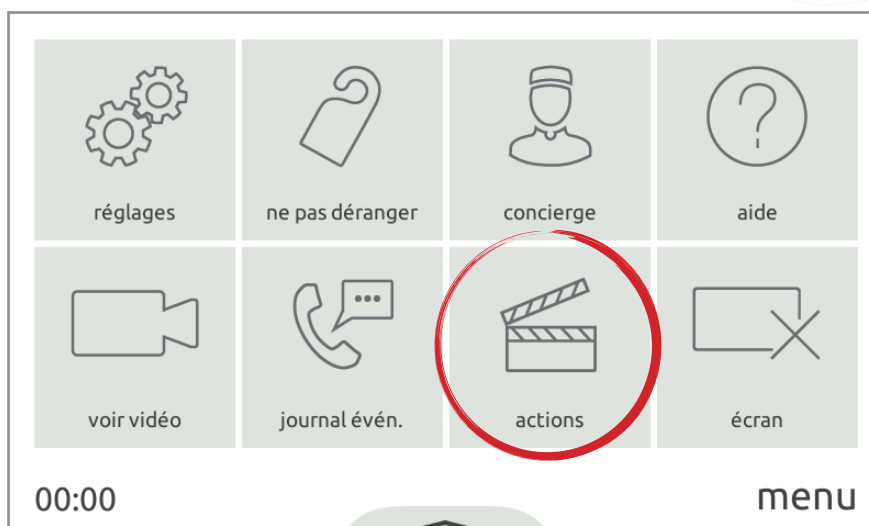 réglages
ne pas déranger
concierge
aide
voir vidéo
journal évén.
actions
écran
00:00
menu